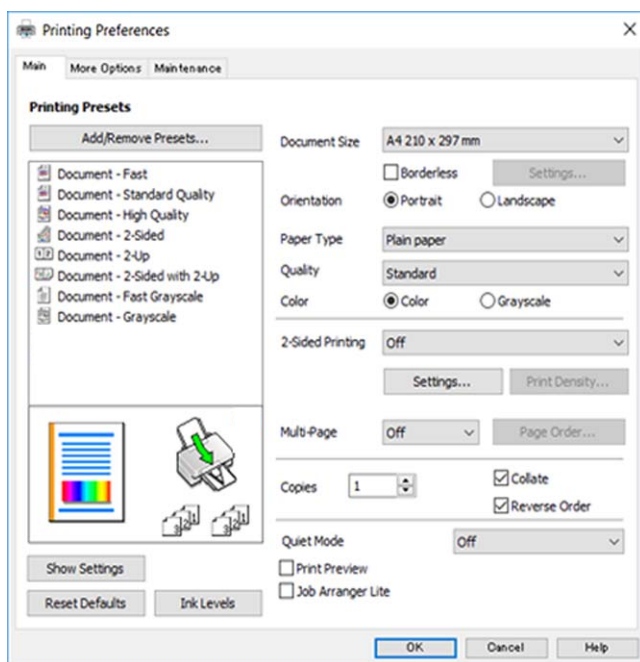 Printing Preferences
Main More Options Maintenance
Printing Presets
Add/Remove Presets...
Document - Fast
Document - Standard Quality
Document - High Quality
Document - 2-Sided
Document - 2-Up
Document - 2-Sided with 2-Up
Document - Fast Grayscale
Document - Grayscale
Show Settings
Reset Defaults Ink Levels
Document Size A4 210 x 297 mm
Borderless Settings...
Orientation Portrait Landscape
Paper Type Plain paper
Quality Standard
Color Color Grayscale
2-Sided Printing Off
Settings... Print Density...
Multi-Page Off Page Order...
Copies 1 Collate
Reverse Order
Quiet Mode Off
Print Preview
Job Arranger Lite
OK Cancel Help